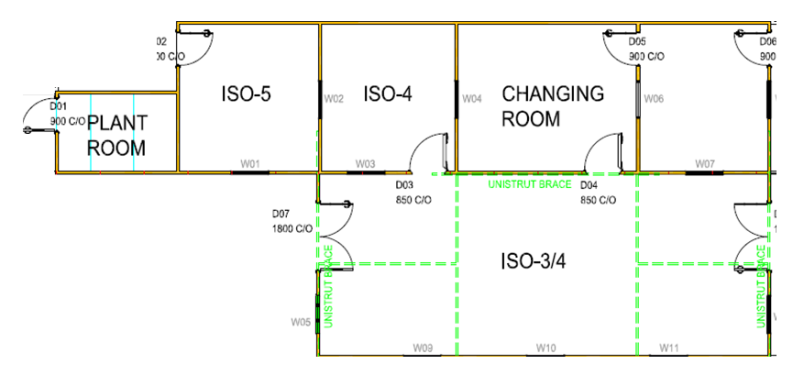 D05
D06
900 C/O
900
ISO-5
ISO-4
CHANGING
ROOM
W02
W04
W06
D01
900 C/O
PLANT
ROOM
W01
W03
W07
D03
850 C/O
UNISTRUT BRACE
D04
850 C/O
D07
1800 C/O
ISO-3/4
UNISTRUT BRACE
UNISTRUT BRACE
W05
W09
W10
W11